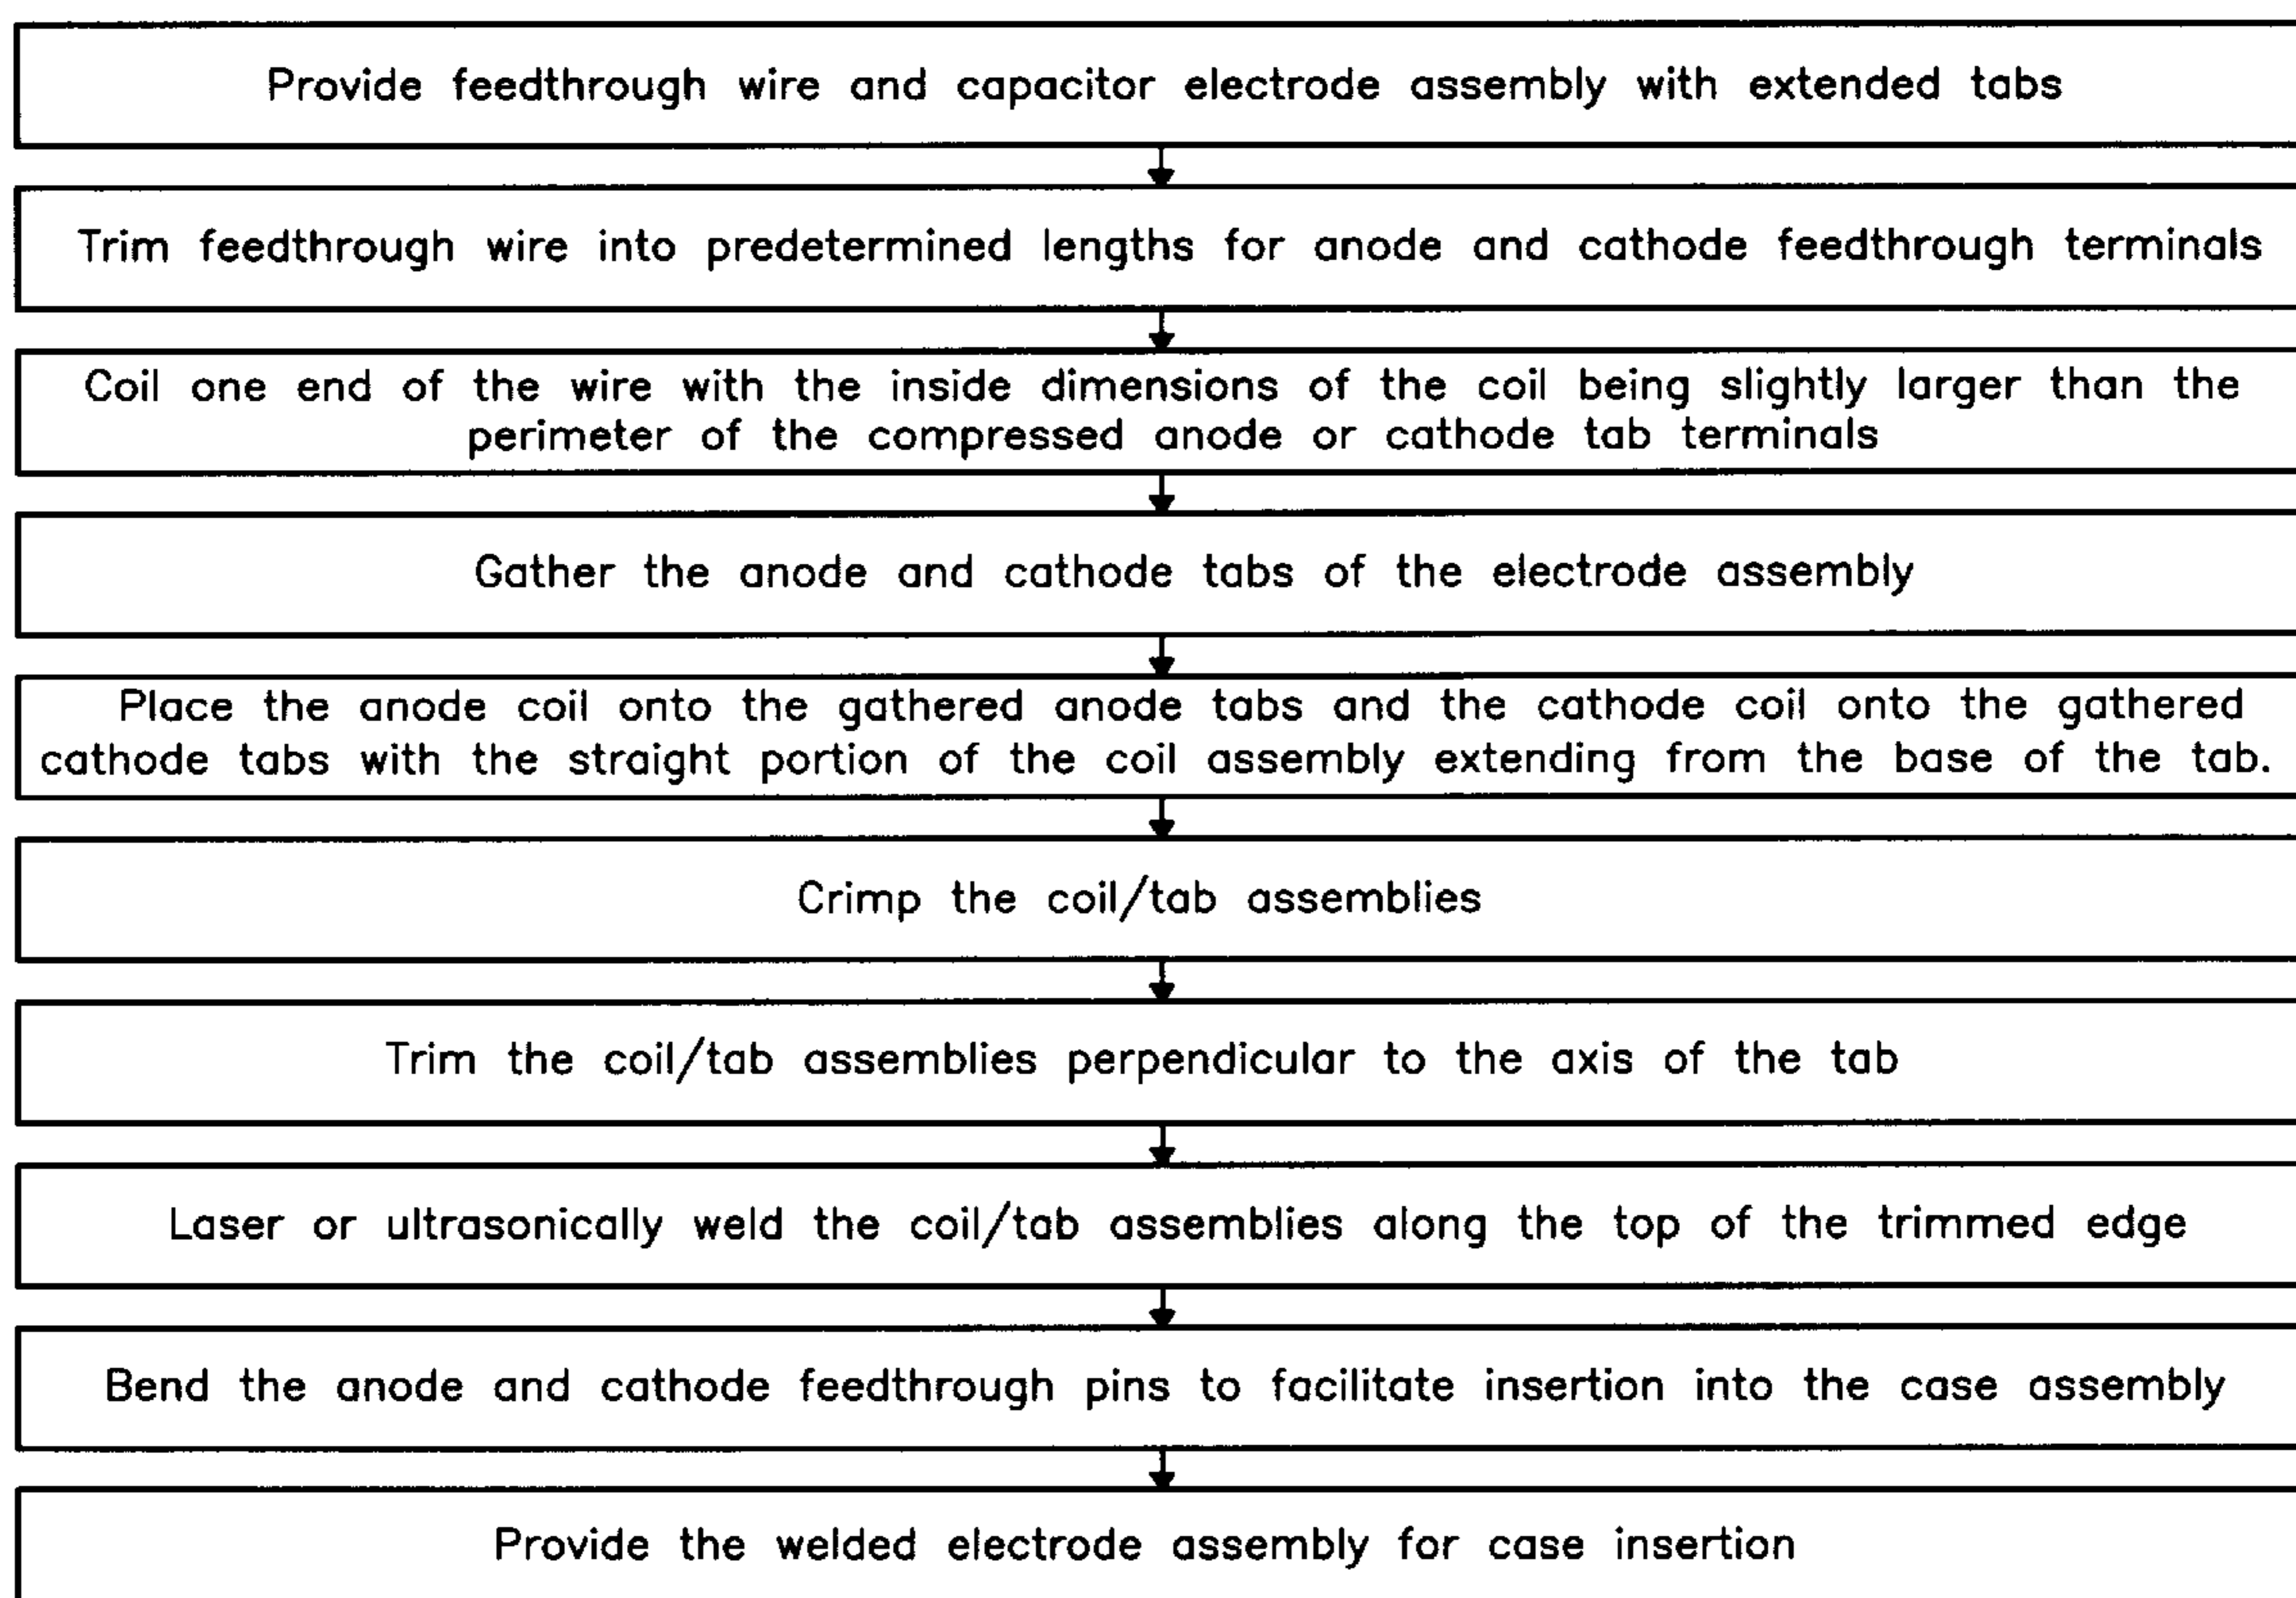 Provide feedthrough wire and capacitor electrode assembly with extended tabs
Trim feedthrough wire into predetermined lengths for anode and cathode feedthrough terminals
Coil one end of the wire with the inside dimensions of the coil being slightly larger than the
perimeter of the compressed anode or cathode tab terminals
Gather the anode and cathode tabs of the electrode assembly
Place the anode coil onto the gathered anode tabs and the cathode coil onto the gathered
cathode tabs with the straight portion of the coil assembly extending from the base of the tab.
Crimp the coil/tab assemblies
Trim the coil/tab assemblies perpendicular to the axis of the tab
Laser or ultrasonically weld the coil/tab assemblies along the top of the trimmed edge
Bend the anode and cathode feedthrough pins to facilitate insertion into the case assembly
Provide the welded electrode assembly for case insertion